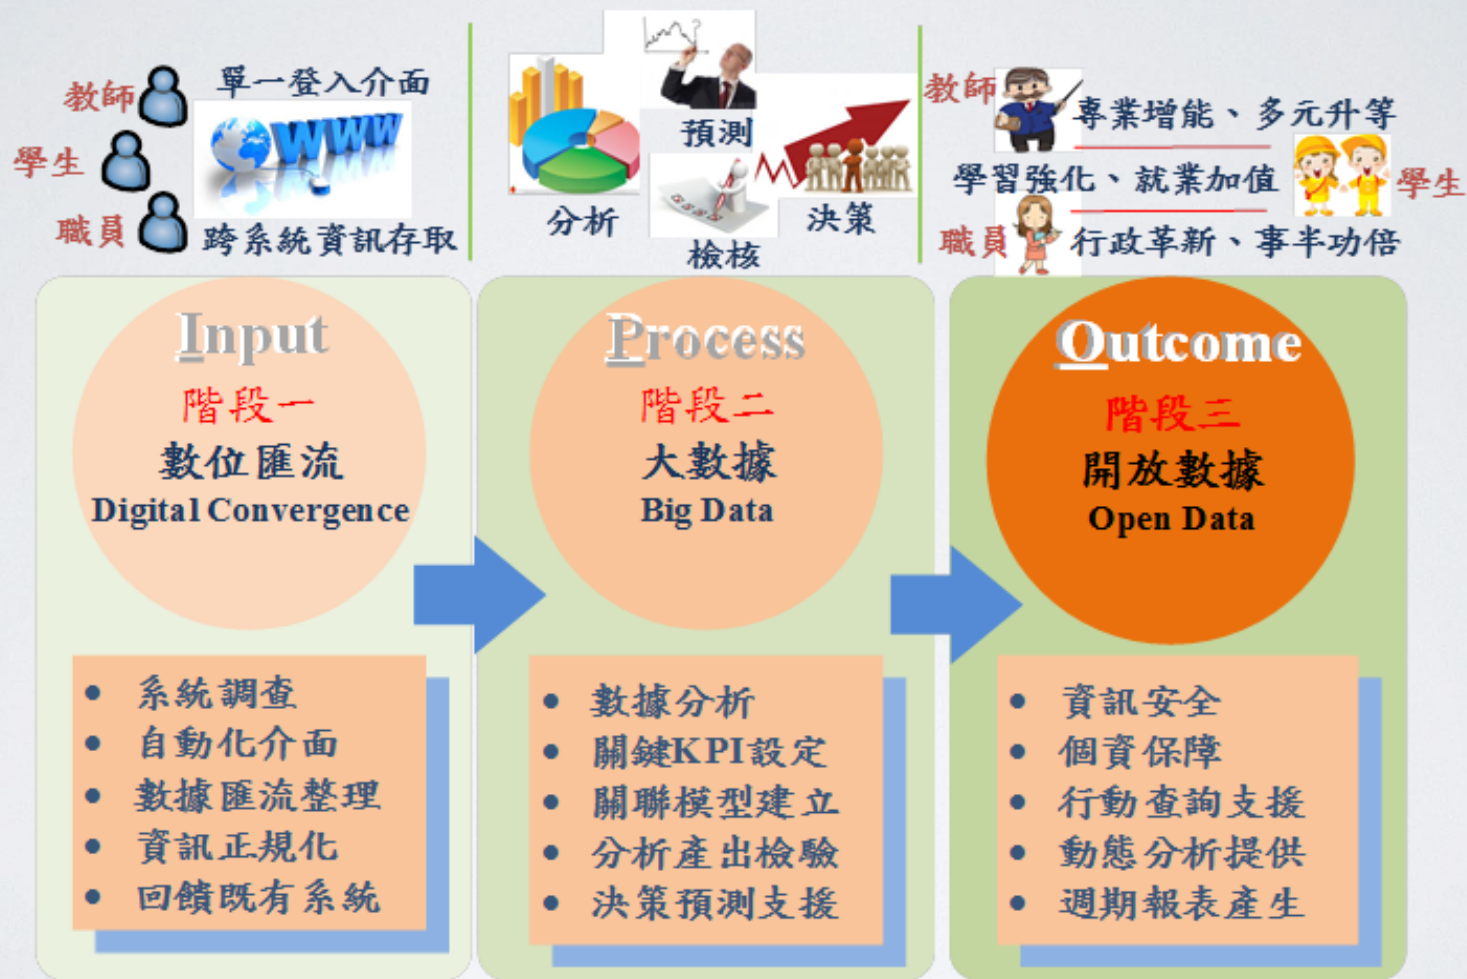 教師
單一登入介面
WWW
學生
職員
跨系統資訊存取
預測
分析
決策
檢核
教師
專業增能、多元升等
學習強化、就業加值
學生
職員
行政革新、事半功倍
Input
階段一
數位匯流
Digital Convergence
系統調查
自動化介面
數據匯流整理
資訊正規化
回饋既有系統
Process
階段二
大數據
Big Data
數據分析
關鍵KPI設定
關聯模型建立
分析產出檢驗
決策預測支援
Outcome
階段三
開放數據
Open Data
資訊安全
個資保障
行動查詢支援
動態分析提供
週期報表產生